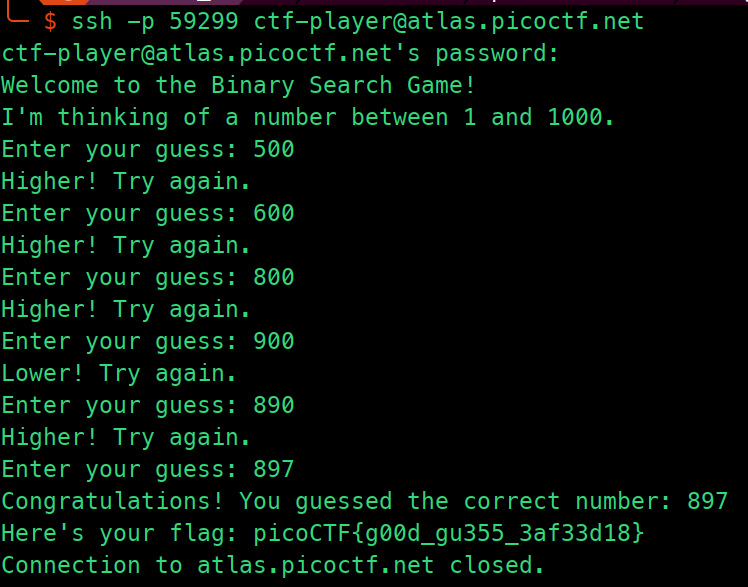 $ ssh -p 59299 ctf-player@atlas.picoctf.net
ctf-player@atlas.picoctf.net's password:
Welcome to the Binary Search Game!
I'm thinking of a number between 1 and 1000.
Enter your guess: 500
Higher! Try again.
Enter your guess: 600
Higher! Try again.
Enter your guess: 800
Higher! Try again.
Enter your guess: 900
Lower! Try again.
Enter your guess: 890
Higher! Try again.
Enter your guess: 897
Congratulations! You guessed the correct number: 897
Here's your flag: picoCTF{g00d_gu355_3af33d18}
Connection to atlas.picoctf.net closed.